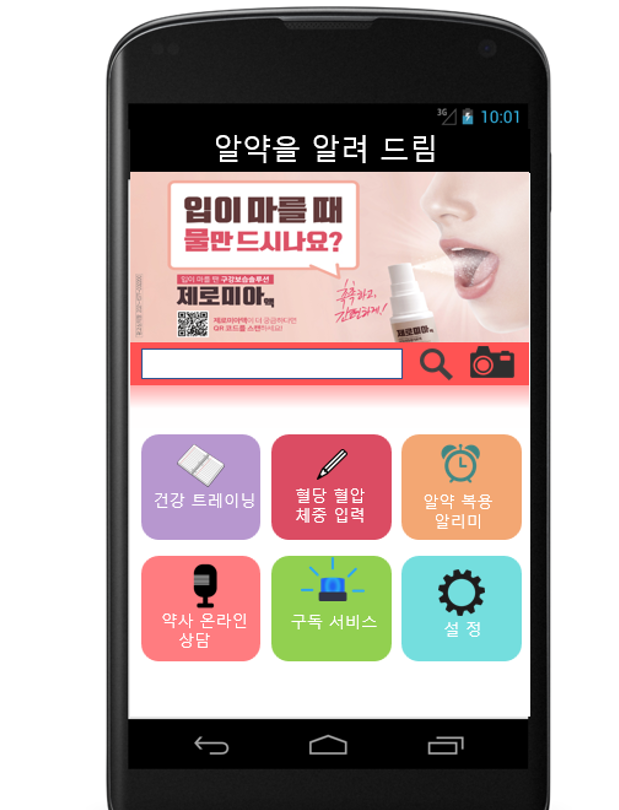 3G 10:01
알약을 알려 드림
입이 마를 때
물만 드시나요?
입이 마를 땐 구강보습솔루션
제로미아액
촉촉하고,
간편하게!
제로미아액이 더 궁금하다면
QR 코드를 스캔하세요!
제로미아
건강 트레이닝
혈당 혈압
체중 입력
알약 복용
알리미
약사 온라인
상담
구독 서비스
설 정